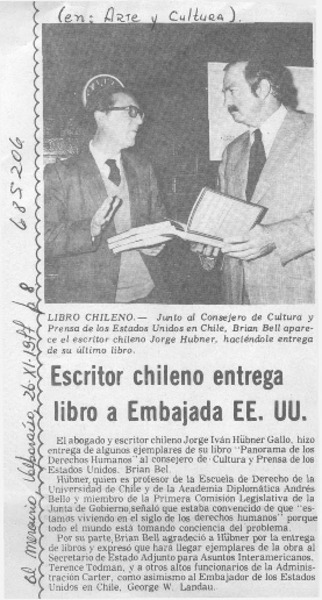 (en: Arte y Cultura).
685206
El Mercurio, Valparaíso, 26-XI-1977 p 8
LIBRO CHILENO.— Junto al Consejero de Cultura y
Prensa de los Estados Unidos en Chile, Brian Bell apare-
ce el escritor chileno Jorge Hubner, haciéndole entrega
de su último libro.
Escritor chileno entrega
libro a Embajada EE. UU.
El abogado y escritor chileno Jorge Iván Hübner Gallo, hizo
entrega de algunos ejemplares de su libro "Panorama de los
Derechos Humanos" al consejero de Cultura y Prensa de los
Estados Unidos. Brian Bel.
Hübner, quien es profesor de la Escuela de Derecho de la
Universidad de Chile y de la Academia Diplomática Andrés
Bello y miembro de la Primera Comisión Legislativa de la
Junta de Gobierno, señaló que estaba convencido de que "es-
tamos viviendo en el siglo de los derechos humanos" porque
todo el mundo está tomando conciencia del problema.
Por su parte, Brian Bell agradeció a Hübner por la entrega
de libros y expresó que hará llegar ejemplares de la obra al
Secretario de Estado Adjunto para Asuntos Interamericanos.
Terence Todman, y a otros altos funcionarios de la Adminis-
tración Carter, como asimismo al Embajador de los Estados
Unidos en Chile, George W. Landau.